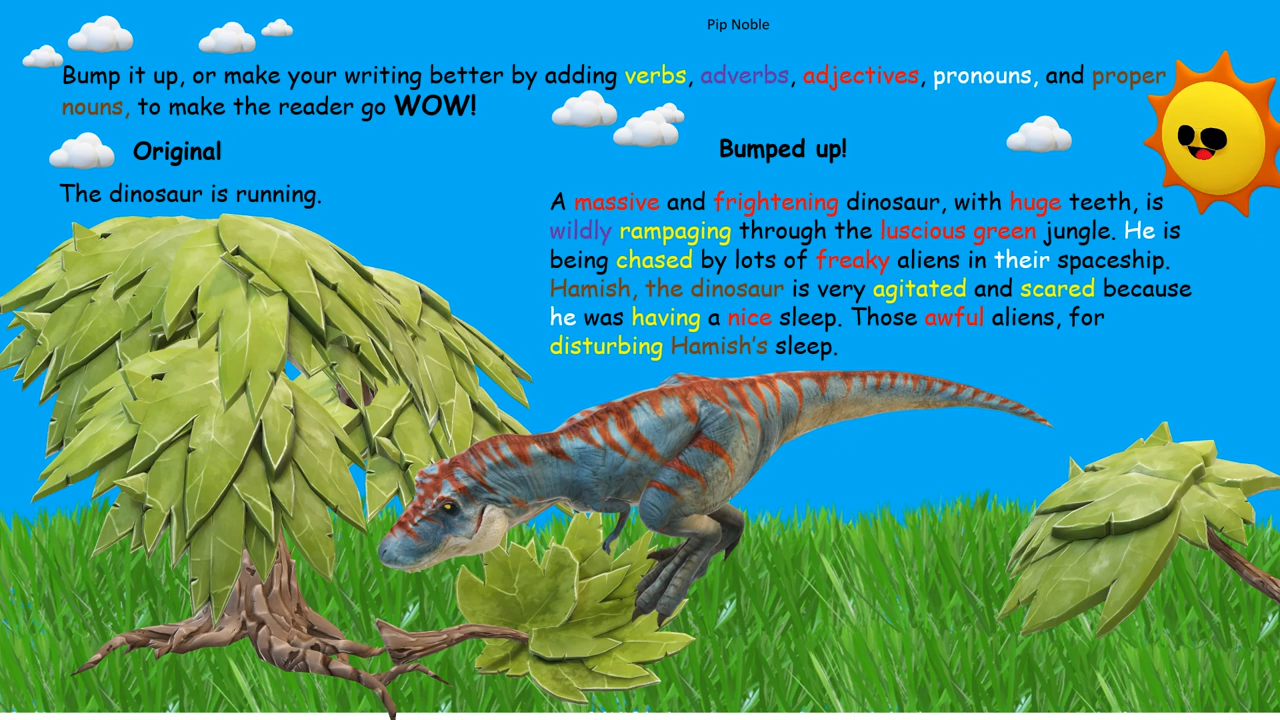 Pip Noble
Bump it up, or make your writing better by adding verbs, adverbs, adjectives, pronouns, and proper
nouns, to make the reader go WOW!
Original
The dinosaur is running.
Bumped up!
A massive and frightening dinosaur, with huge teeth, is
wildly rampaging through the luscious green jungle. He is
being chased by lots of freaky aliens in their spaceship.
Hamish, the dinosaur is very agitated and scared because
he was having a nice sleep. Those awful aliens, for
disturbing Hamish's sleep.